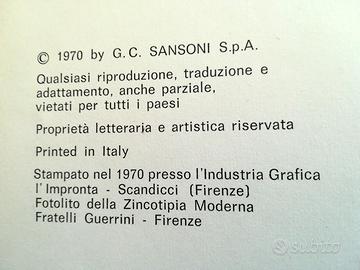 © 1970 by G. C. SANSONI S.p.A.
Qualsiasi riproduzione, traduzione e
adattamento, anche parziale,
vietati per tutti i paesi
Proprietà letteraria e artistica riservata
Printed in Italy
Stampato nel 1970 presso l'Industria Grafica
l'Impronta - Scandicci (Firenze)
Fotolito della Zincotipia Moderna
Fratelli Guerrini - Firenze
subito